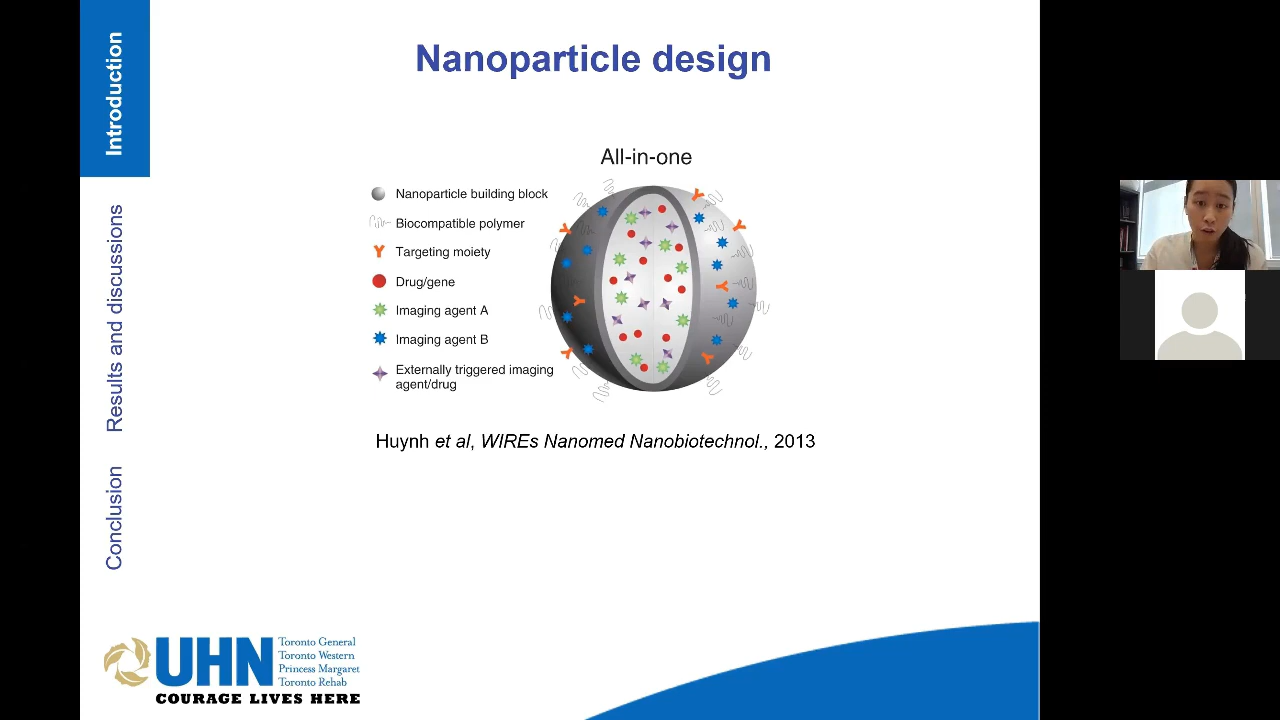 Nanoparticle design
Introduction
Results and discussions
Conclusion
All-in-one
Nanoparticle building block
Biocompatible polymer
Targeting moiety
Drug/gene
Imaging agent A
Imaging agent B
Externally triggered imaging
agent/drug
Huynh et al, WIREs Nanomed Nanobiotechnol., 2013
UHN
Toronto General
Toronto Western
Princess Margaret
Toronto Rehab
COURAGE LIVES HERE